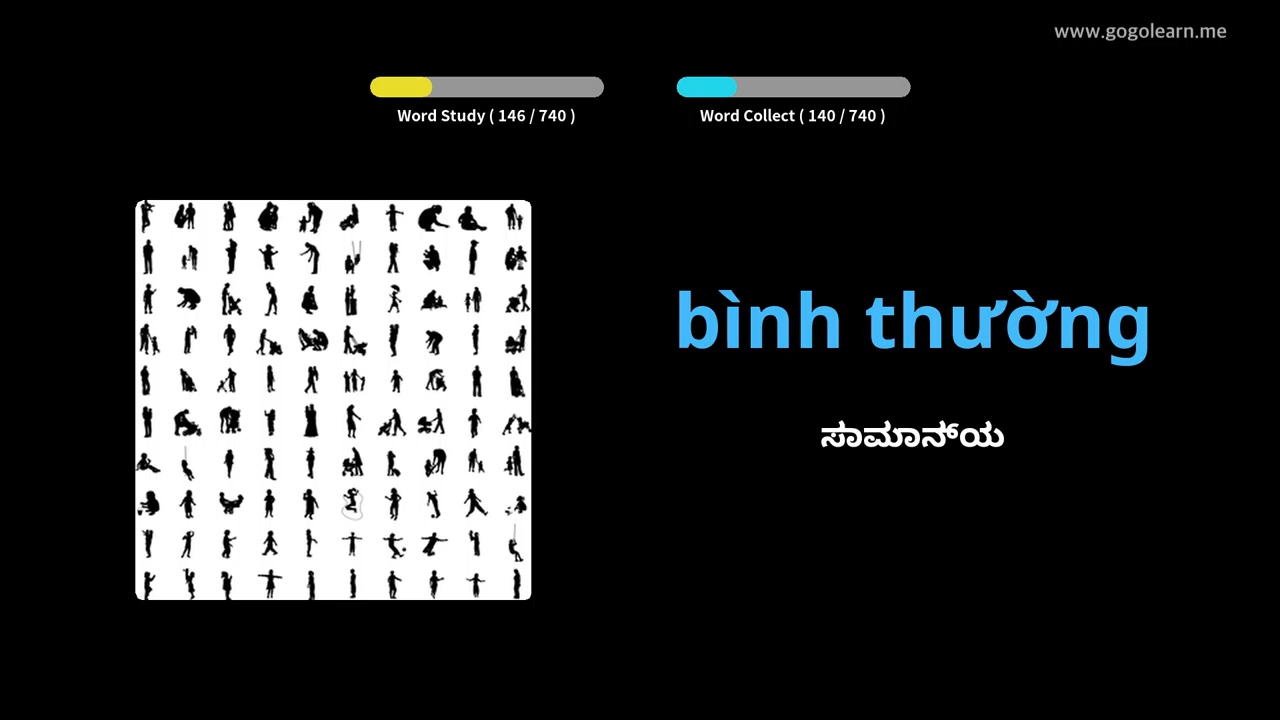 www.gogolearn.me
Word Study ( 146 / 740 )
Word Collect ( 140 / 740 )
bình thường
ಸಾಮಾನ್‌ಯ